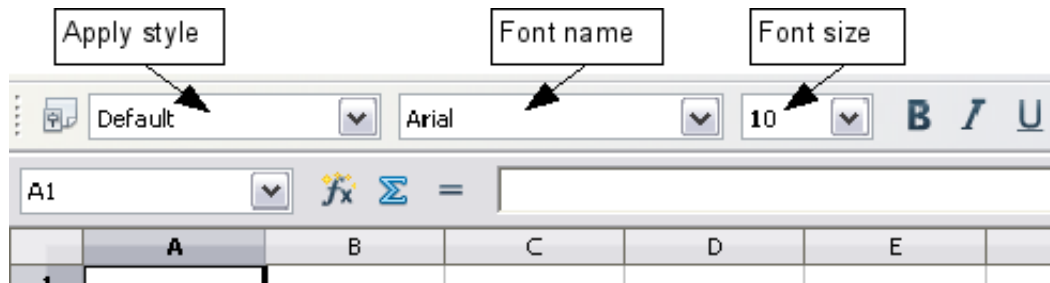 Apply style Font name Font size
Default Arial 10 B I U
A1 fx Σ =
A B C D E
1